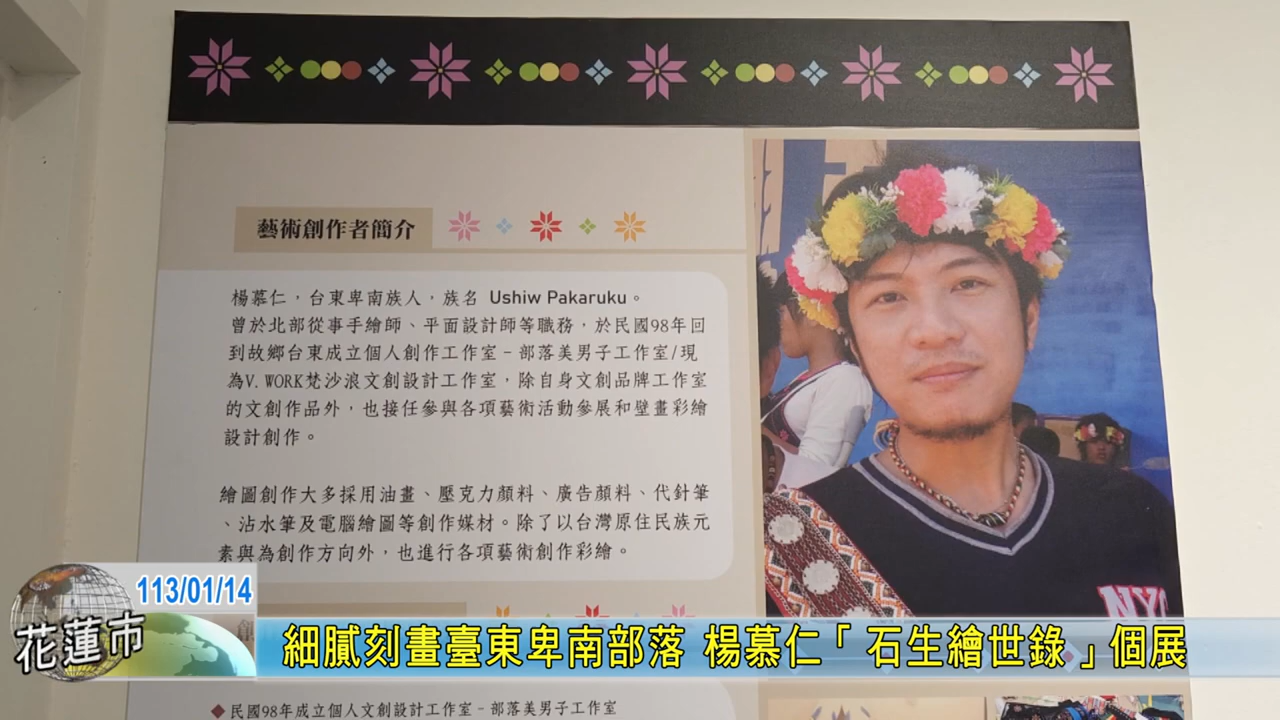 藝術創作者簡介
楊慕仁，台東卑南族人，族名 Ushiw Pakaruku。
曾於北部從事手繪師、平面設計師等職務，於民國98年回
到故鄉台東成立個人創作工作室–部落美男子工作室/現
為V.WORK梵沙浪文創設計工作室，除自身文創品牌工作室
的文創作品外，也接任參與各項藝術活動參展和壁畫彩繪
設計創作。
繪圖創作大多採用油畫、壓克力顏料、廣告顏料、代針筆
、沾水筆及電腦繪圖等創作媒材。除了以台灣原住民族元
素與為創作方向外，也進行各項藝術創作彩繪。
NYC
113/01/14
花蓮市
細膩刻畫臺東卑南部落 楊慕仁「石生繪世錄」個展
◆民國98年成立個人文創設計工作室–部落美男子工作室